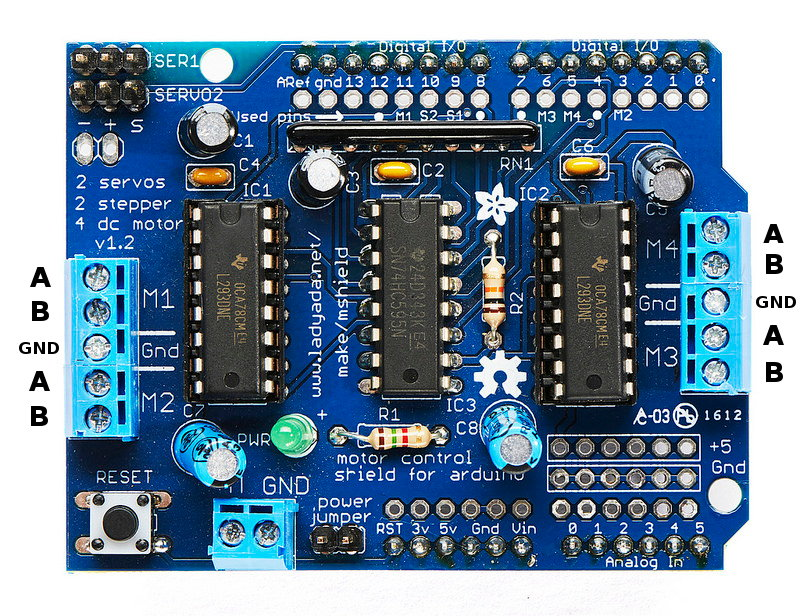 Digital I/O
Digital I/O
SER1
SERVO2
ARef gnd 13 12 11 10 9 8
7 6 5 4 3 2 1 0
Used pins
M1 S2 S1
M3 M4 M2
- + S
C1
C4
C3
C2
RN1
C6
C5
IC1
IC2
2 servos
2 stepper
4 dc motor
v1.2
L293DNE
SN74HC595N
L293DNE
www.ladyada.net/
make/mshield
R2
A
B
GND
A
B
M1
Gnd
M2
M4
Gnd
M3
A
B
GND
A
B
IC3
-03 1612
C7
PWR
+
R1
C8
motor control
shield for arduino
+5
Gnd
RESET
GND
power
jumper
RST 3v 5v Gnd Vin
0 1 2 3 4 5
Analog In